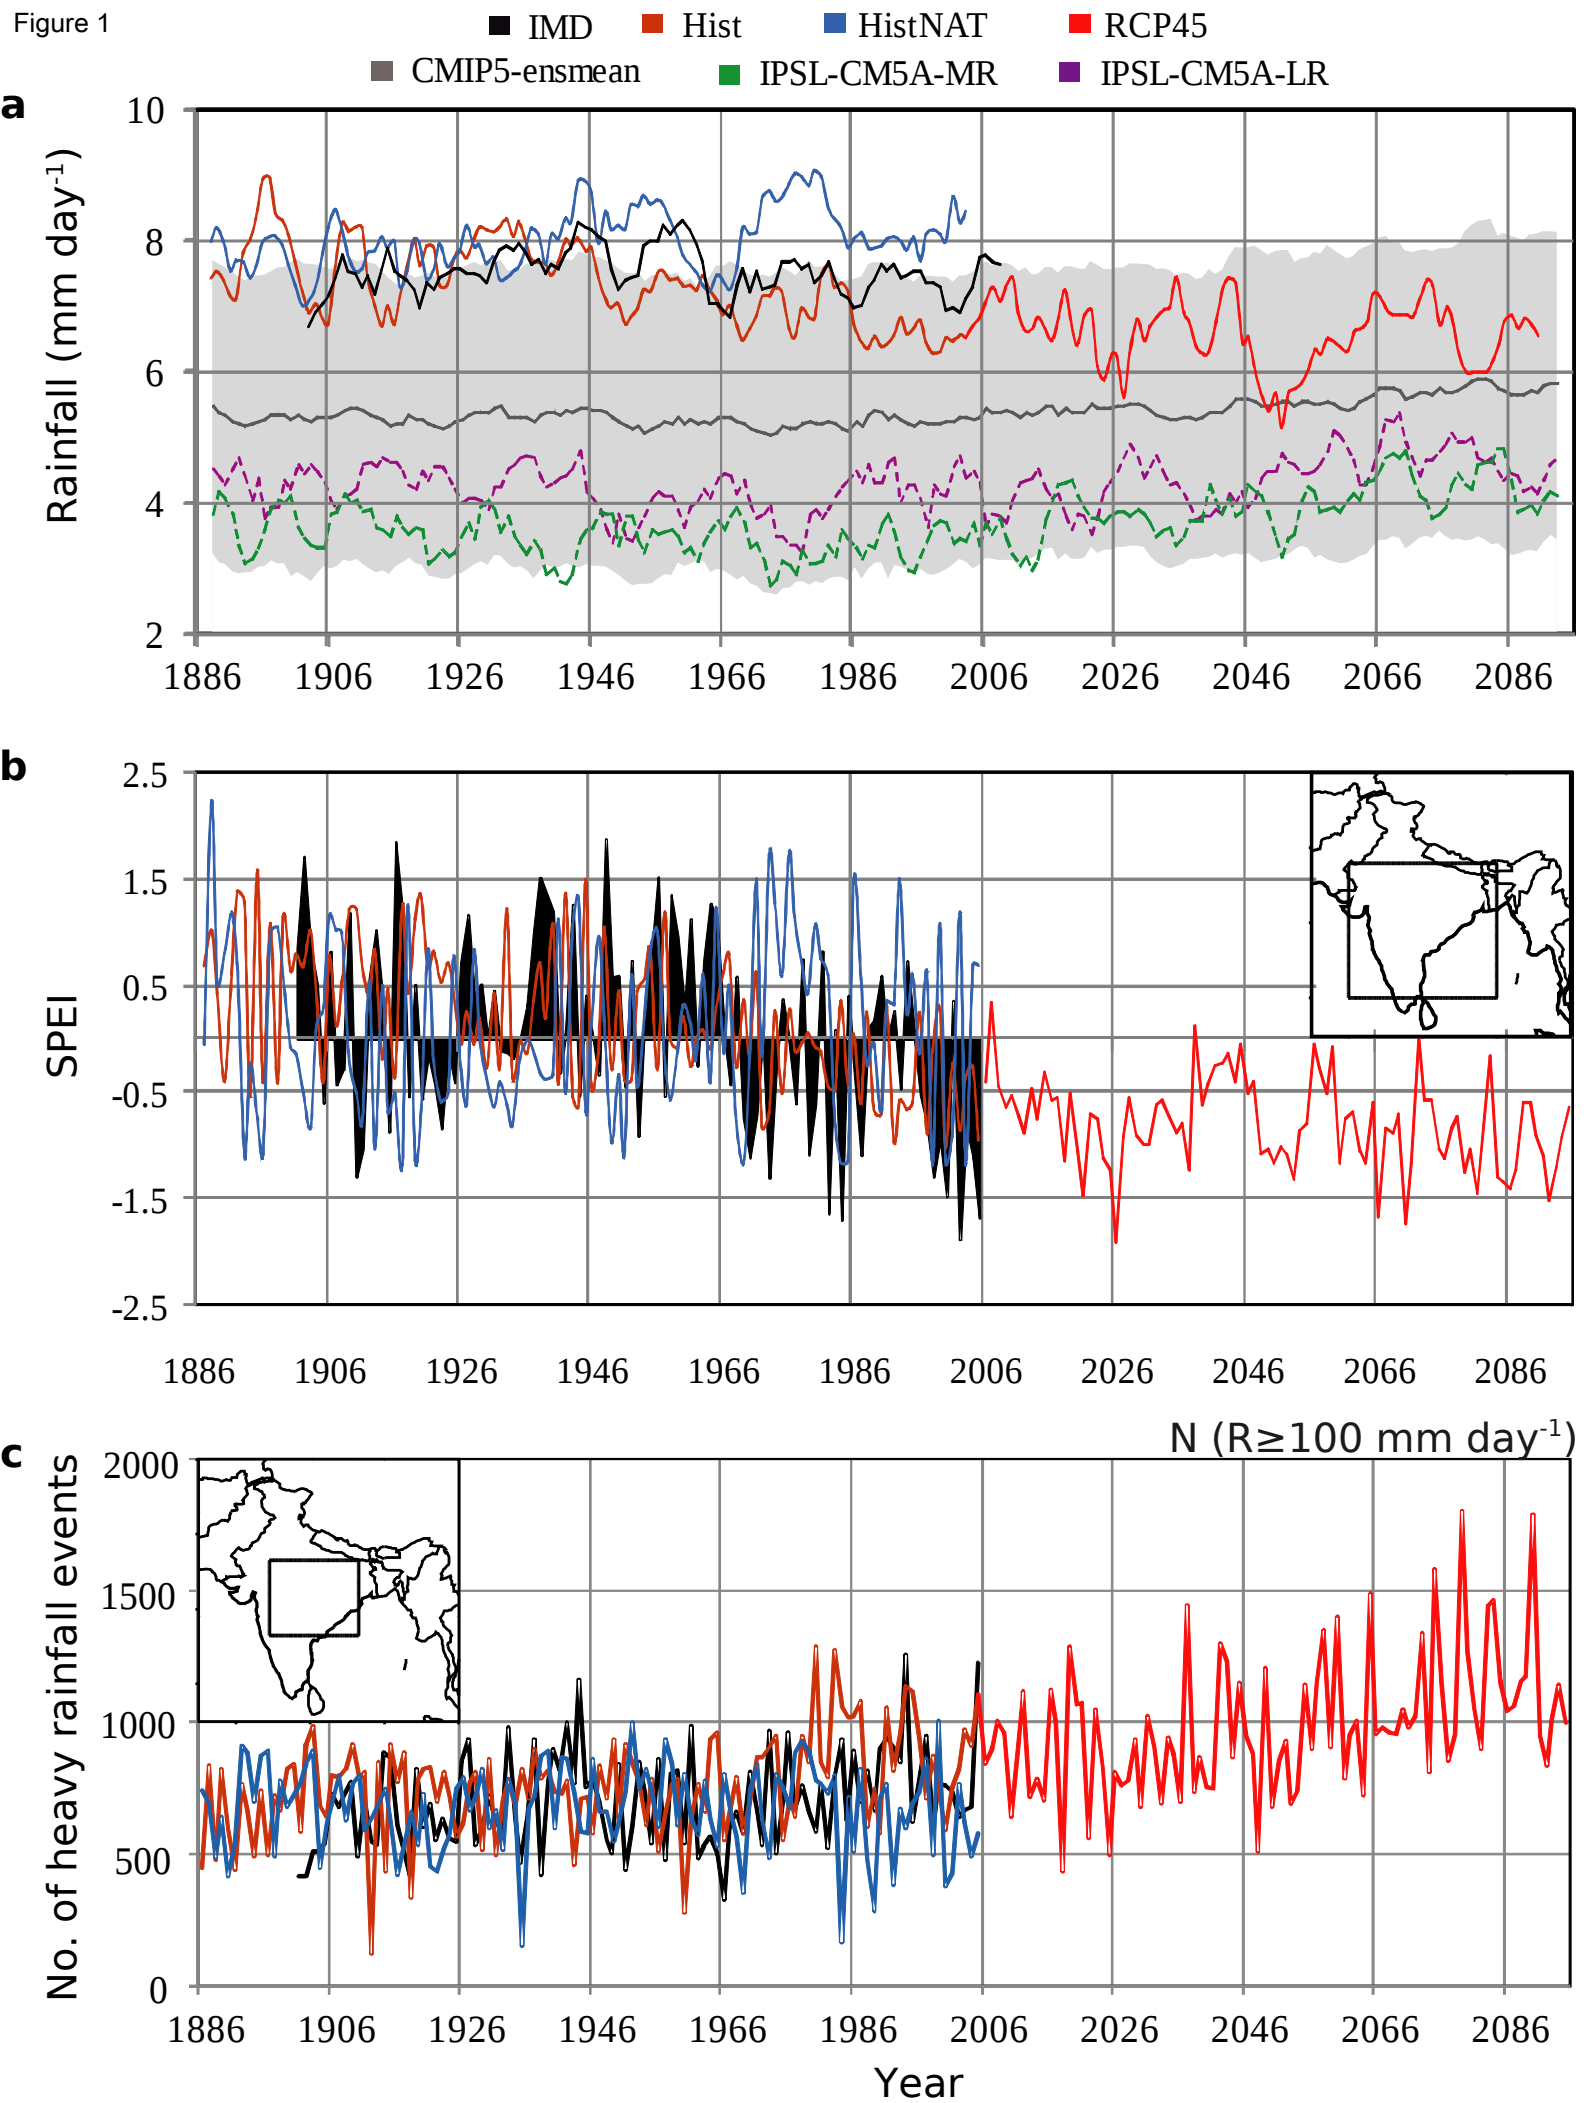 Figure 1
IMD Hist HistNAT RCP45
CMIP5-ensmean IPSL-CM5A-MR IPSL-CM5A-LR
a
Rainfall (mm day-1)
10
8
6
4
2
1886 1906 1926 1946 1966 1986 2006 2026 2046 2066 2086
b
SPEI
2.5
1.5
0.5
-0.5
-1.5
-2.5
1886 1906 1926 1946 1966 1986 2006 2026 2046 2066 2086
N (R≥100 mm day-1)
c
No. of heavy rainfall events
2000
1500
1000
500
0
1886 1906 1926 1946 1966 1986 2006 2026 2046 2066 2086
Year